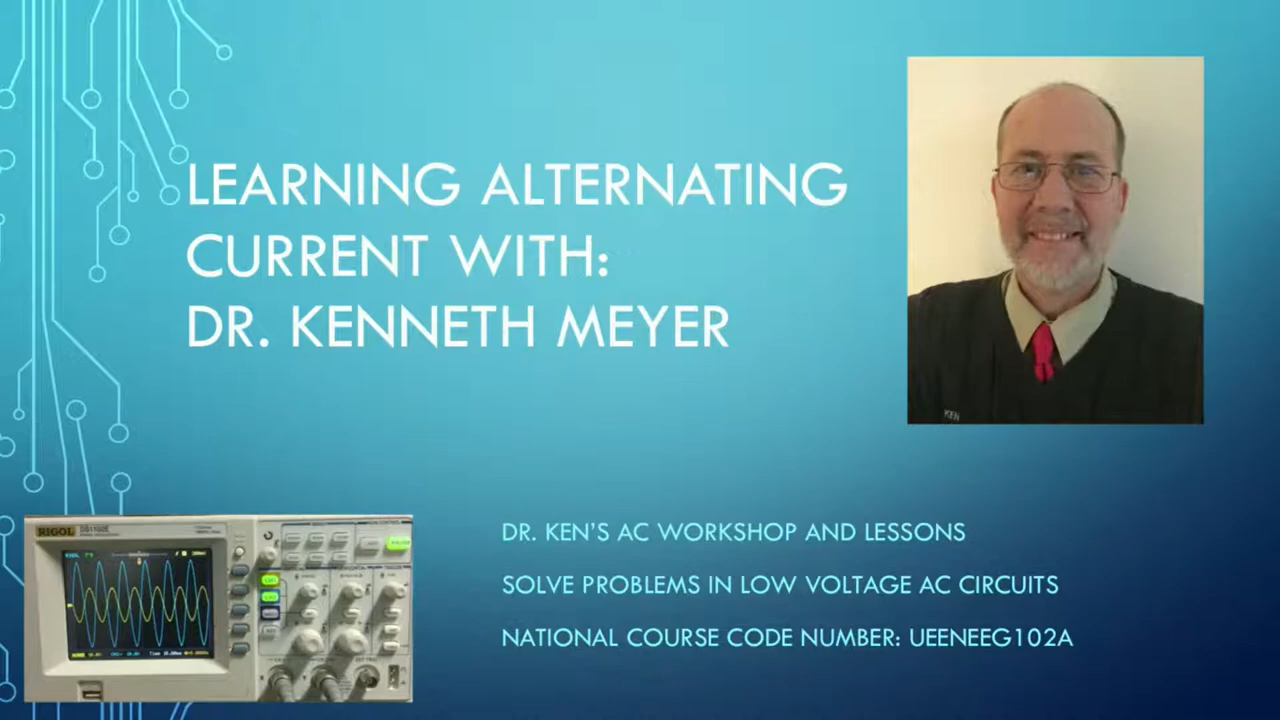 LEARNING ALTERNATING
CURRENT WITH:
DR. KENNETH MEYER
KEN
RIGOL
DR. KEN'S AC WORKSHOP AND LESSONS
SOLVE PROBLEMS IN LOW VOLTAGE AC CIRCUITS
NATIONAL COURSE CODE NUMBER: UEENEEG102A